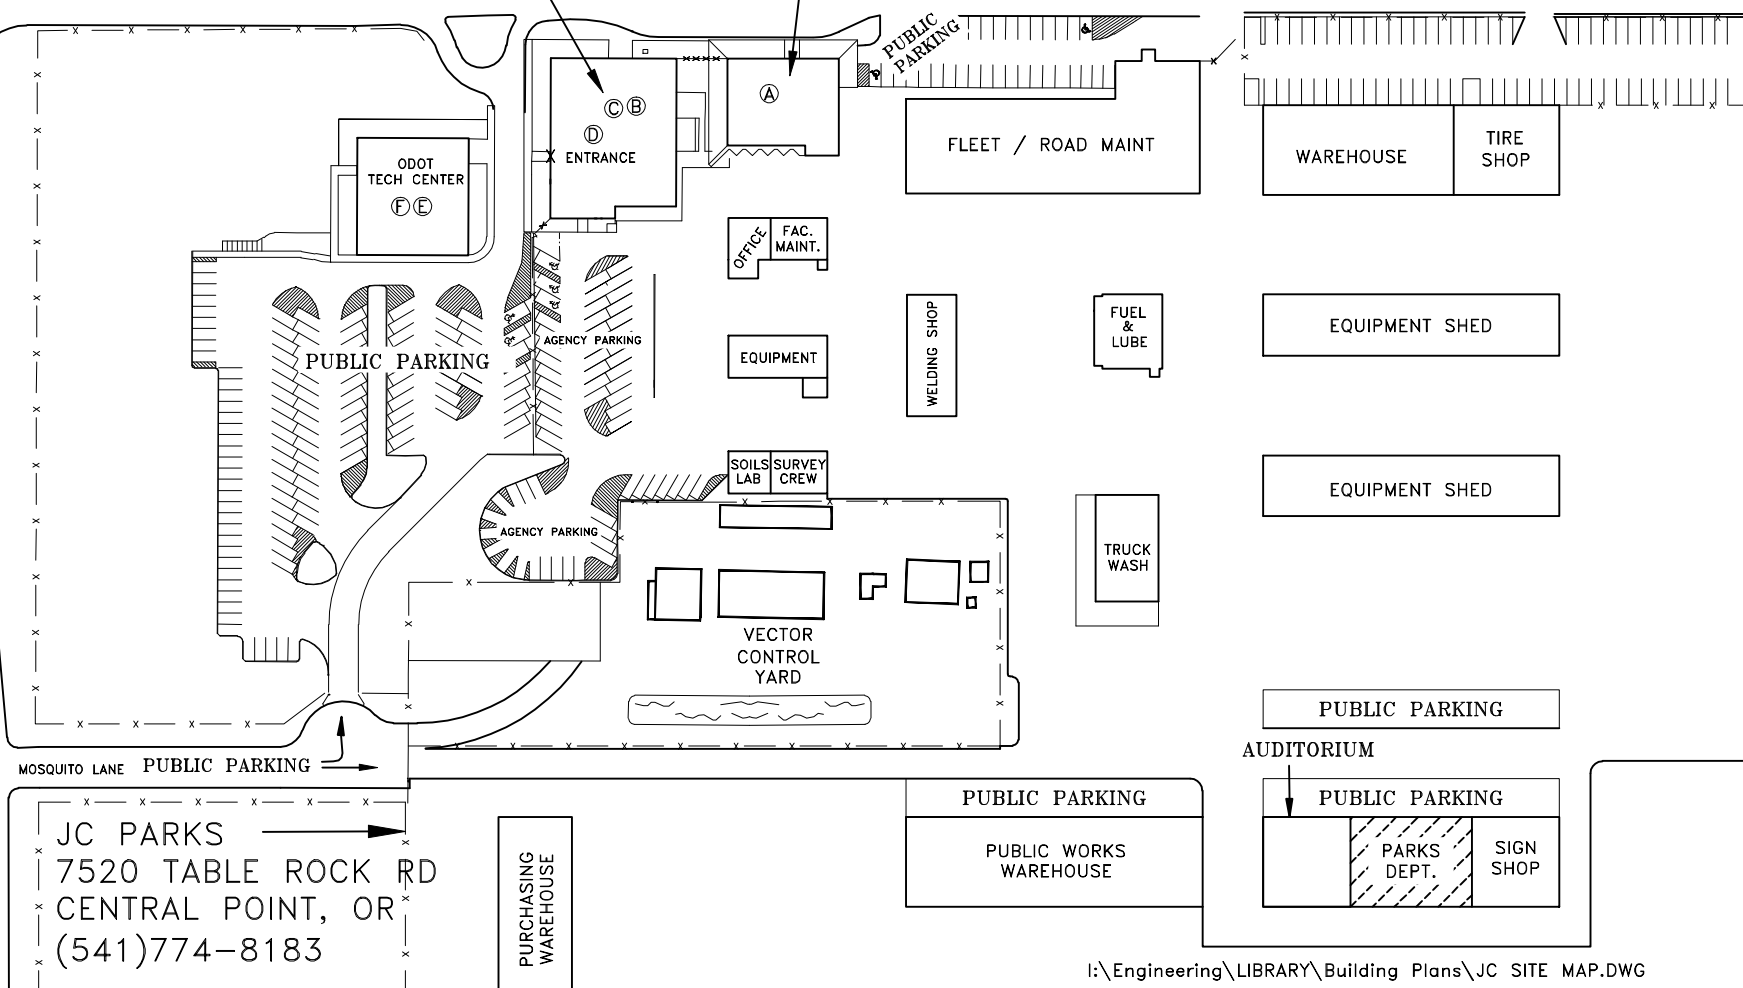 PUBLIC
PARKING
A
C B
D
ENTRANCE
ODOT
TECH CENTER
F E
FLEET / ROAD MAINT
WAREHOUSE
TIRE
SHOP
OFFICE
FAC.
MAINT.
WELDING SHOP
FUEL
&
LUBE
EQUIPMENT SHED
AGENCY PARKING
PUBLIC PARKING
EQUIPMENT
SOILS
LAB
SURVEY
CREW
EQUIPMENT SHED
AGENCY PARKING
TRUCK
WASH
VECTOR
CONTROL
YARD
PUBLIC PARKING
AUDITORIUM
MOSQUITO LANE
PUBLIC PARKING
PUBLIC PARKING
PUBLIC PARKING
JC PARKS
7520 TABLE ROCK RD
CENTRAL POINT, OR
(541)774-8183
PURCHASING
WAREHOUSE
PUBLIC WORKS
WAREHOUSE
PARKS
DEPT.
SIGN
SHOP
I:\Engineering\LIBRARY\Building Plans\JC SITE MAP.DWG